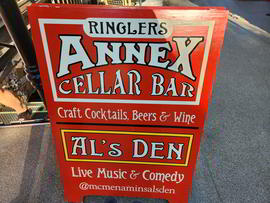 RINGLERS
ANNEX
CELLAR BAR
Craft Cocktails, Beers & Wine
AL'S DEN
Live Music & Comedy
@mcmenaminsalsden